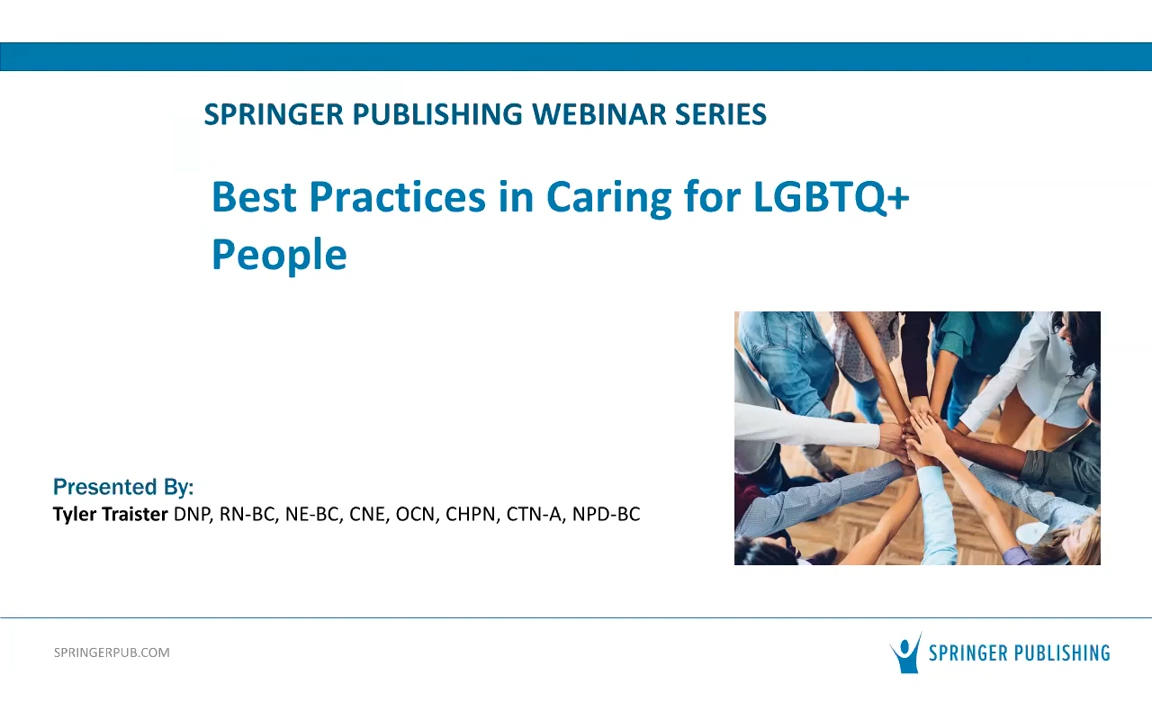 SPRINGER PUBLISHING WEBINAR SERIES
Best Practices in Caring for LGBTQ+
People
Presented By:
Tyler Traister DNP, RN-BC, NE-BC, CNE, OCN, CHPN, CTN-A, NPD-BC
SPRINGERPUB.COM
SPRINGER PUBLISHING